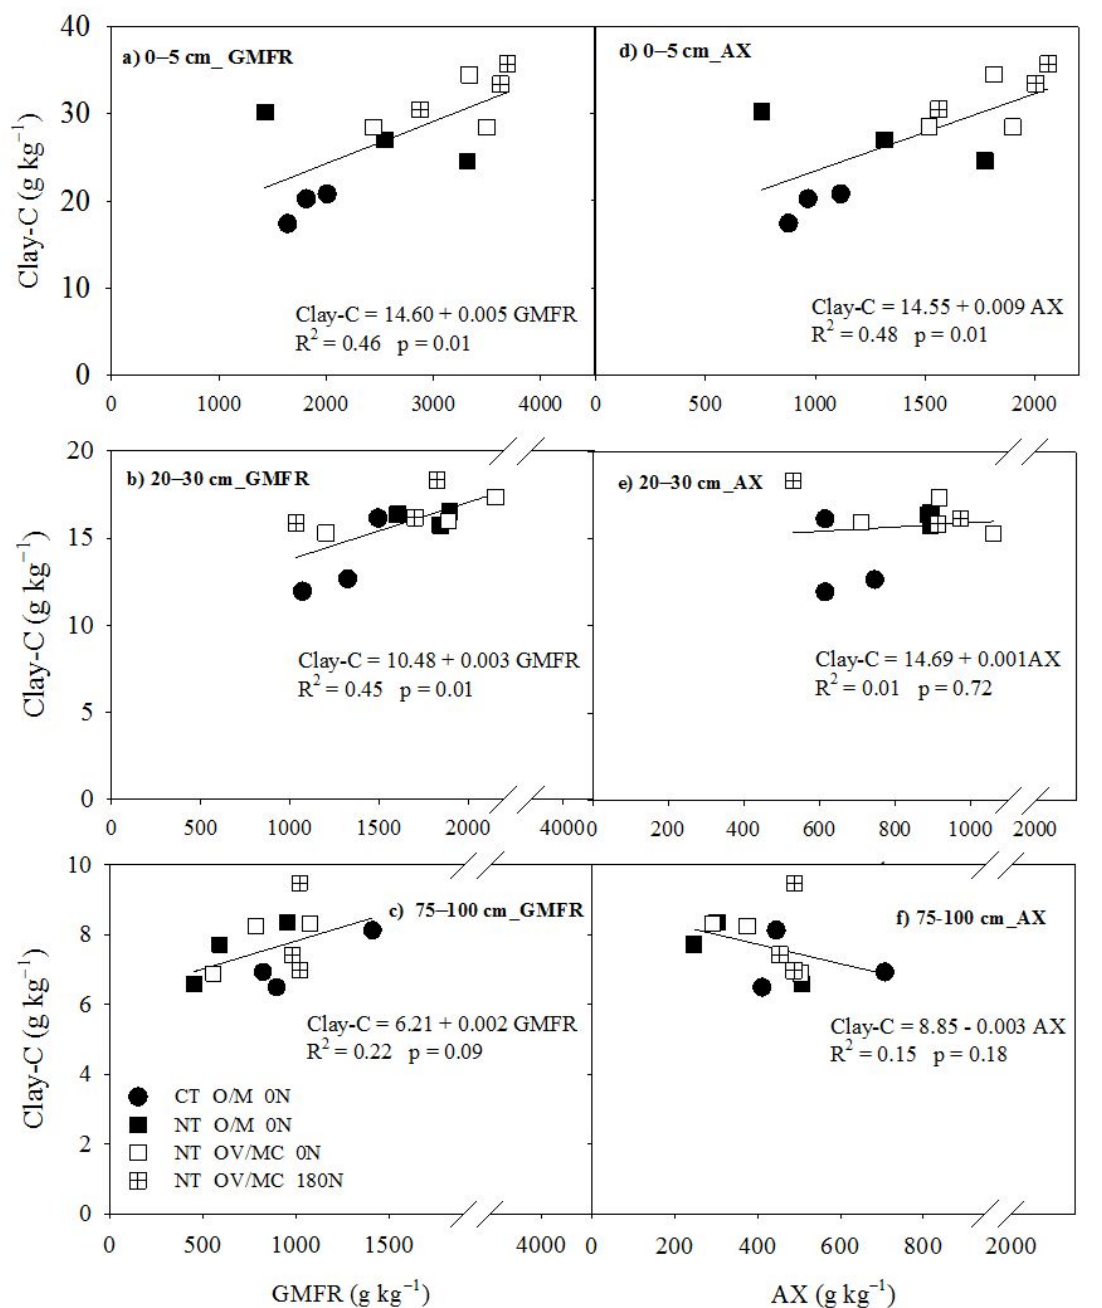 40
30
20
10
0
Clay-C (g kg⁻¹)
a) 0–5 cm_ GMFR
Clay-C = 14.60 + 0.005 GMFR
R² = 0.46 p = 0.01
0 1000 2000 3000 4000
d) 0–5 cm_AX
Clay-C = 14.55 + 0.009 AX
R² = 0.48 p = 0.01
0 500 1000 1500 2000
20
15
10
5
0
Clay-C (g kg⁻¹)
b) 20–30 cm_GMFR
Clay-C = 10.48 + 0.003 GMFR
R² = 0.45 p = 0.01
0 500 1000 1500 2000 4000
e) 20–30 cm_AX
Clay-C = 14.69 + 0.001AX
R² = 0.01 p = 0.72
0 200 400 600 800 1000 2000
10
8
6
4
2
0
Clay-C (g kg⁻¹)
c) 75–100 cm_GMFR
Clay-C = 6.21 + 0.002 GMFR
R² = 0.22 p = 0.09
CT O/M 0N
NT O/M 0N
NT OV/MC 0N
NT OV/MC 180N
0 500 1000 1500 4000
GMFR (g kg⁻¹)
f) 75-100 cm_AX
Clay-C = 8.85 - 0.003 AX
R² = 0.15 p = 0.18
0 200 400 600 800 2000
AX (g kg⁻¹)